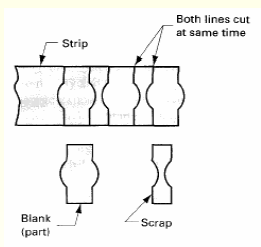 Both lines cut
at same time
Strip
Blank
(part)
Scrap